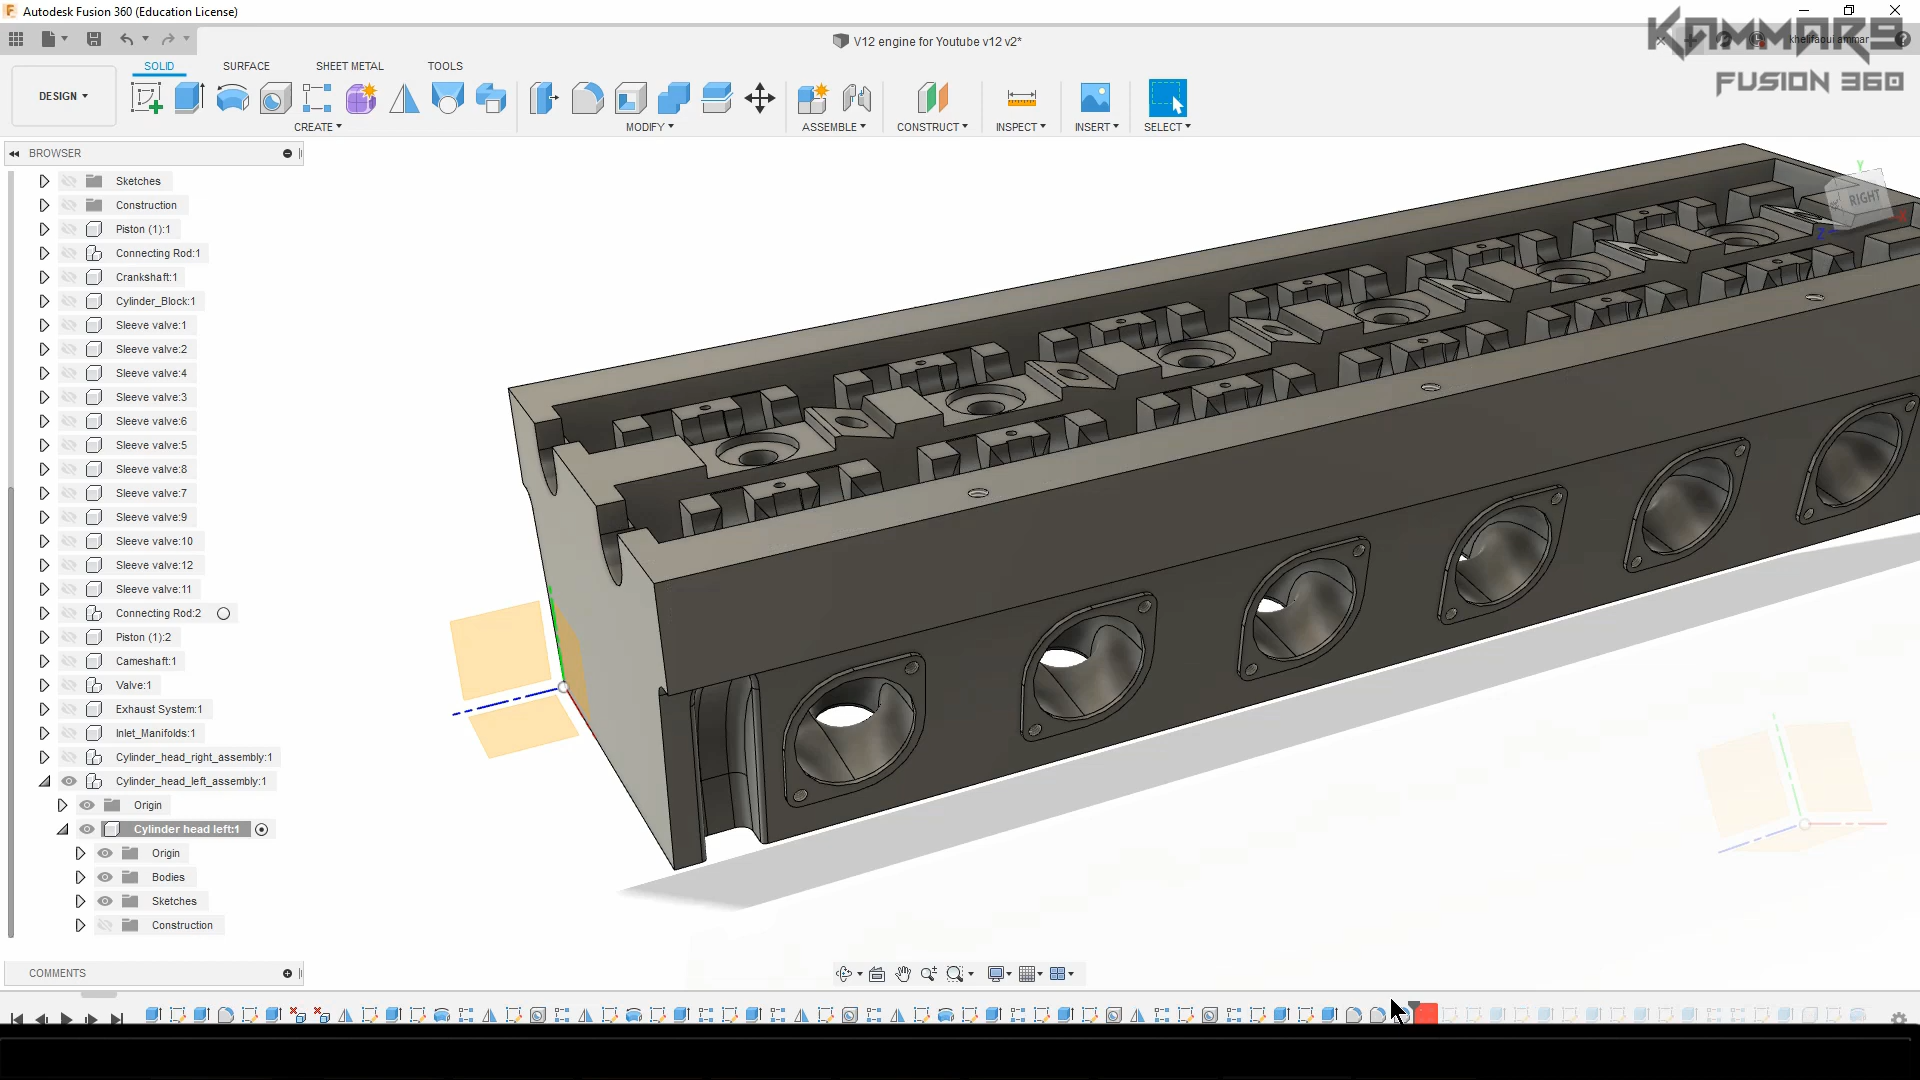 Autodesk Fusion 360 (Education License)
V12 engine for Youtube v12 v2*
khelifaoui ammar
KAMMAR9
FUSION 360
SOLID
SURFACE
SHEET METAL
TOOLS
DESIGN
CREATE
MODIFY
ASSEMBLE
CONSTRUCT
INSPECT
INSERT
SELECT
BROWSER
Sketches
Construction
Piston (1):1
Connecting Rod:1
Crankshaft:1
Cylinder_Block:1
Sleeve valve:1
Sleeve valve:2
Sleeve valve:4
Sleeve valve:3
Sleeve valve:6
Sleeve valve:5
Sleeve valve:8
Sleeve valve:7
Sleeve valve:9
Sleeve valve:10
Sleeve valve:12
Sleeve valve:11
Connecting Rod:2
Piston (1):2
Cameshaft:1
Valve:1
Exhaust System:1
Inlet_Manifolds:1
Cylinder_head_right_assembly:1
Cylinder_head_left_assembly:1
Origin
Cylinder head left:1
Origin
Bodies
Sketches
Construction
Y
RIGHT
X
Z
COMMENTS